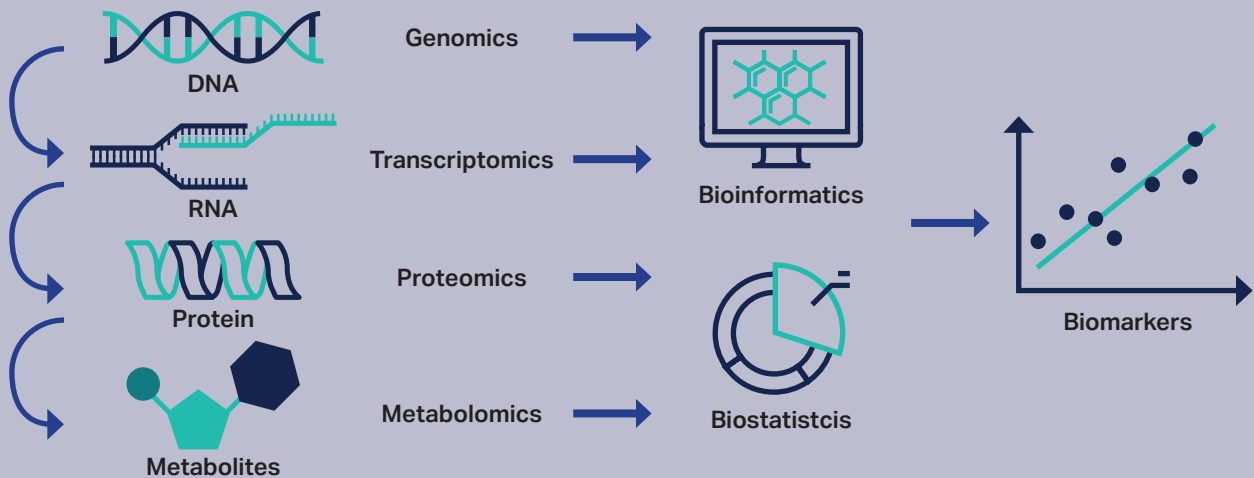 DNA
Genomics
RNA
Transcriptomics
Bioinformatics
Protein
Proteomics
Metabolites
Metabolomics
Biostatistcis
Biomarkers